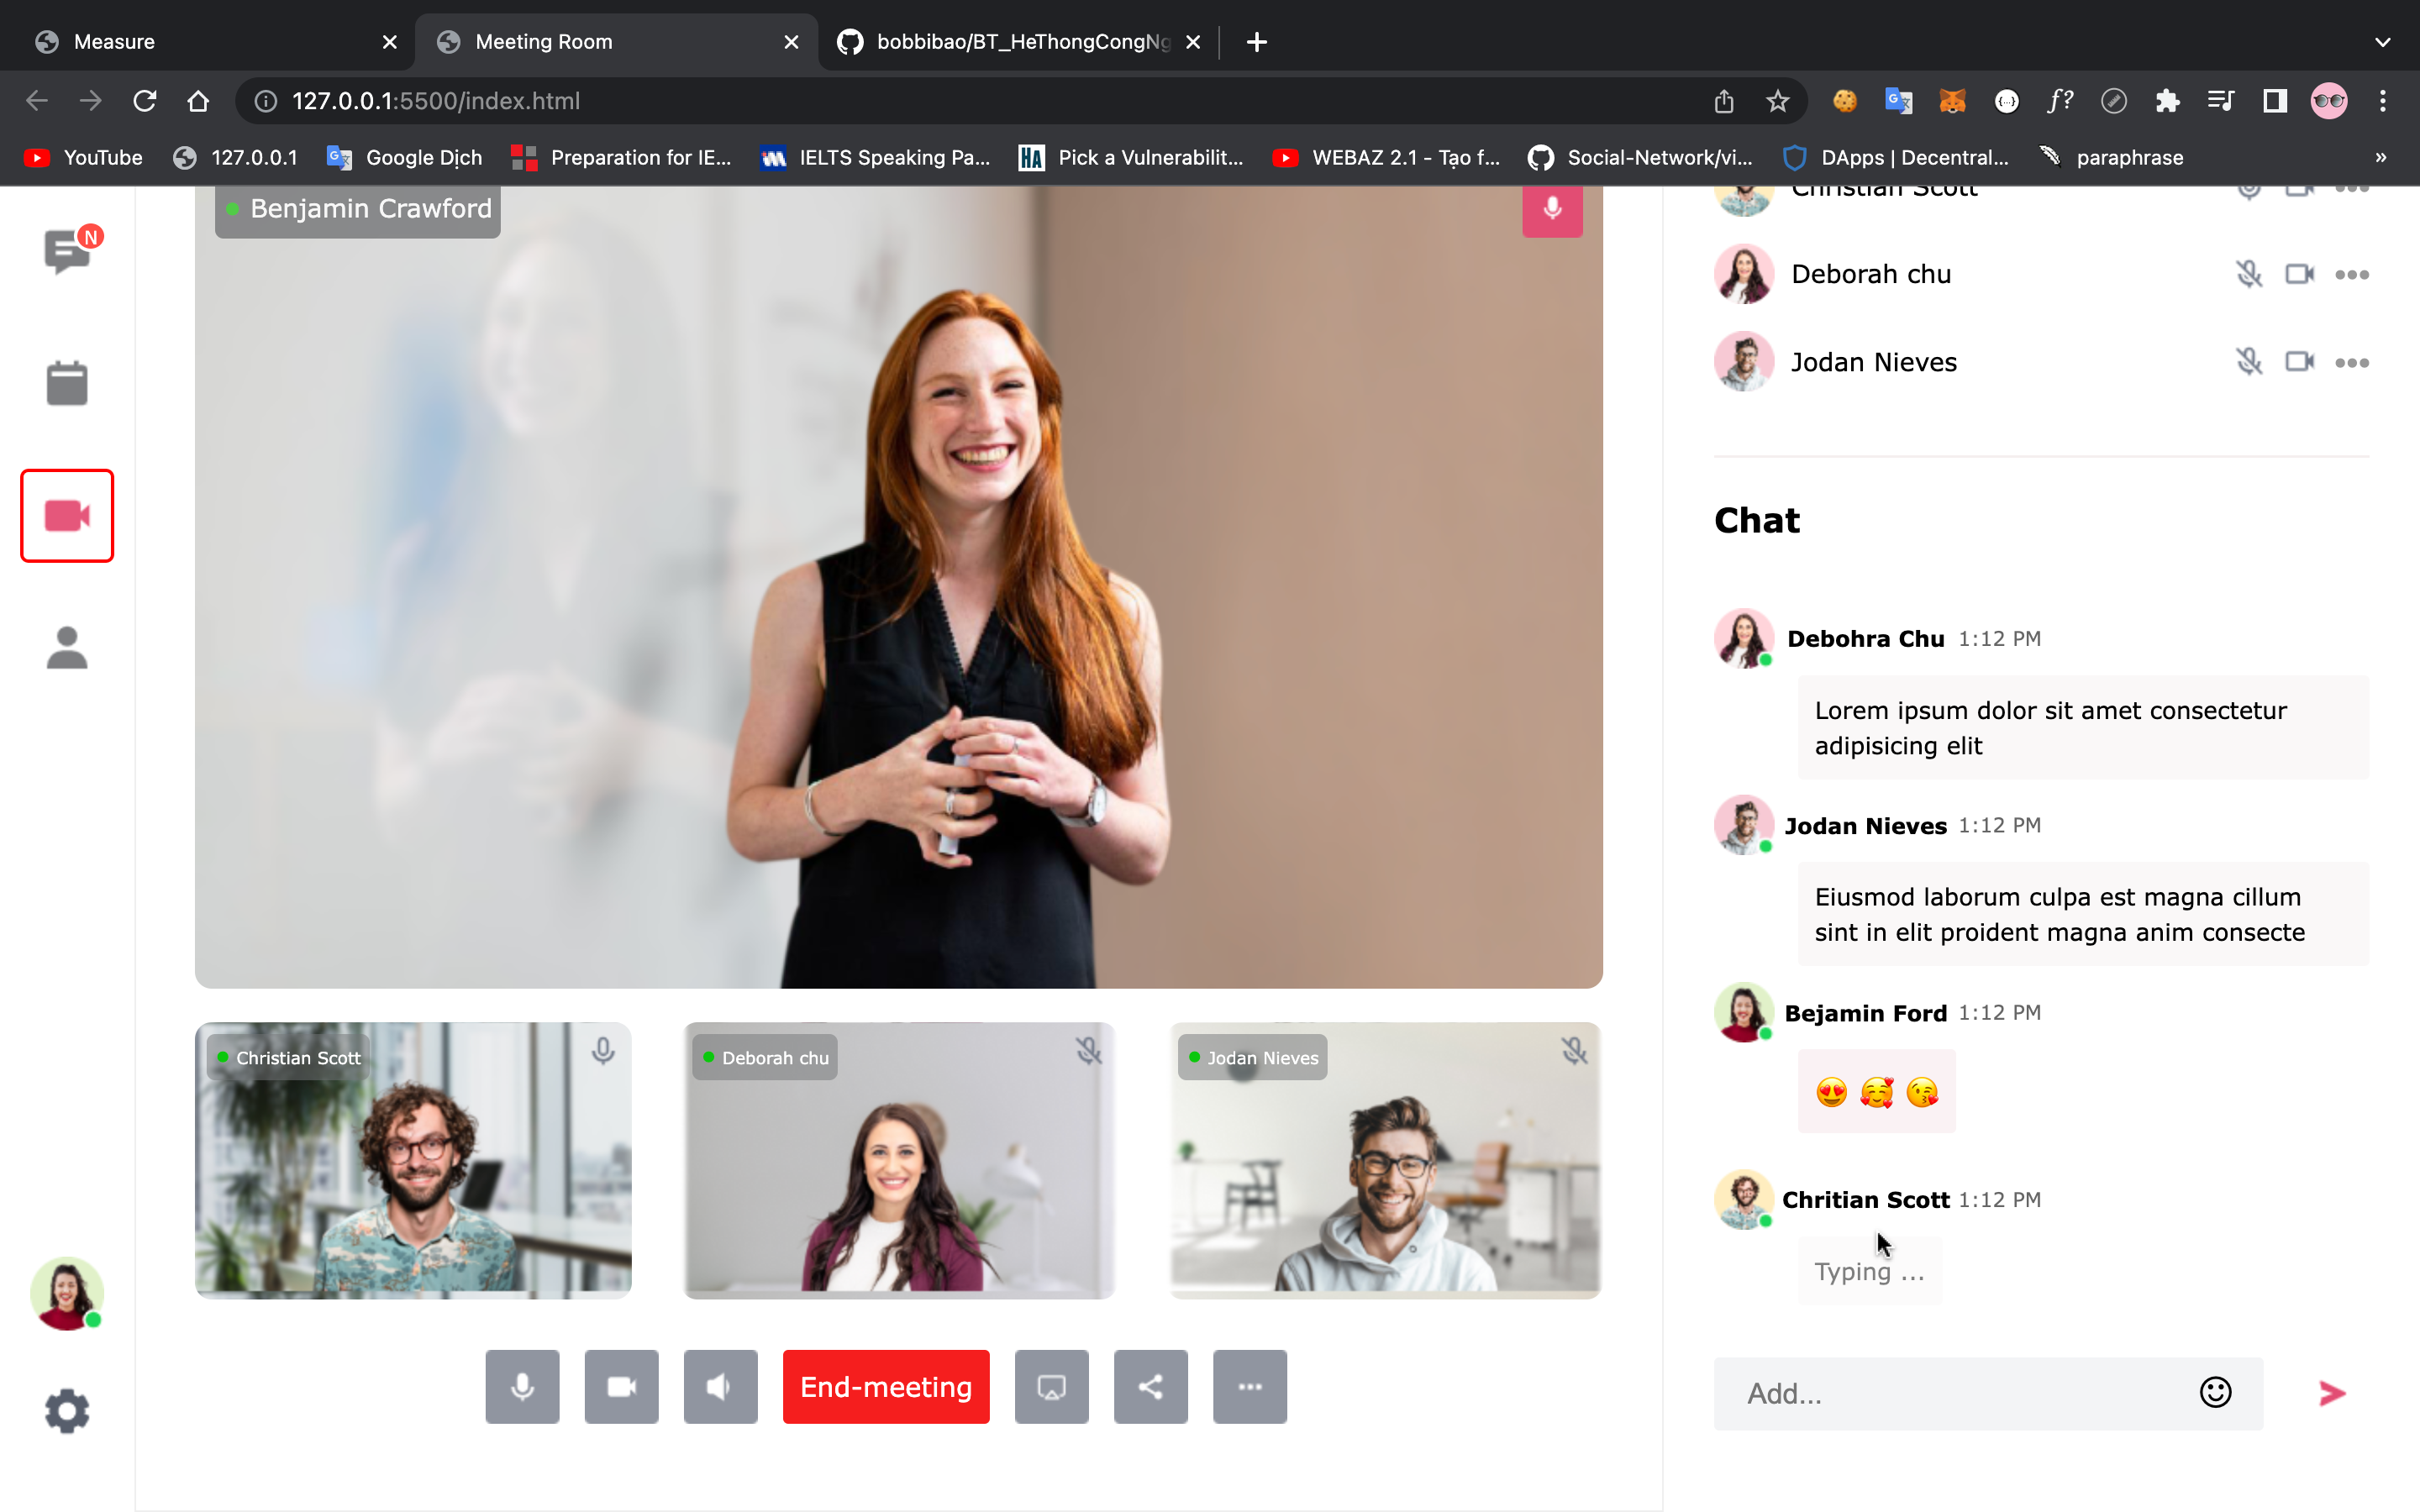 Measure
Meeting Room
bobbibao/BT_HeThongCongNg
127.0.0.1:5500/index.html
YouTube
127.0.0.1
Google Dịch
Preparation for IE...
IELTS Speaking Pa...
HA
Pick a Vulnerabilit...
WEBAZ 2.1 - Tạo f...
Social-Network/vi...
DApps | Decentral...
paraphrase
»
N
Benjamin Crawford
Christian Scott
Deborah chu
Jodan Nieves
Chat
Debohra Chu 1:12 PM
Lorem ipsum dolor sit amet consectetur
adipisicing elit
Jodan Nieves 1:12 PM
Eiusmod laborum culpa est magna cillum
sint in elit proident magna anim consecte
Bejamin Ford 1:12 PM
😍 🥰 😘
Chritian Scott 1:12 PM
Typing ...
Add...
Christian Scott
Deborah chu
Jodan Nieves
End-meeting